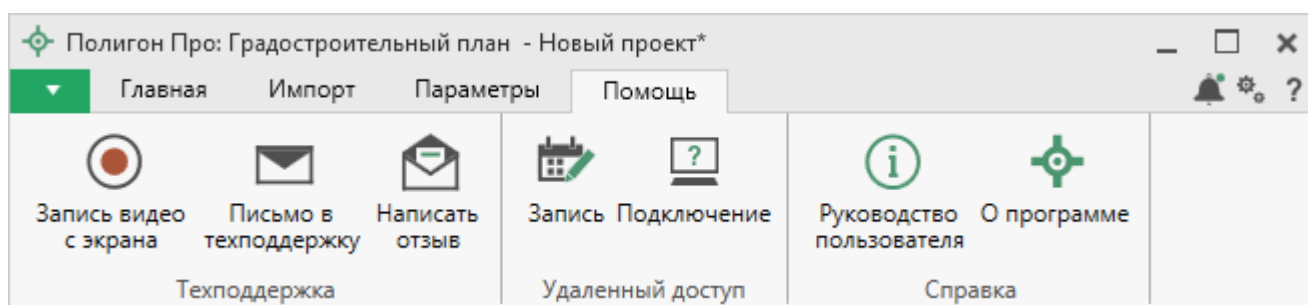 Полигон Про: Градостроительный план - Новый проект*
Главная Импорт Параметры Помощь ?
?
i
Запись видео с экрана
Письмо в техподдержку
Написать отзыв
Запись
Подключение
Руководство пользователя
О программе
Техподдержка
Удаленный доступ
Справка